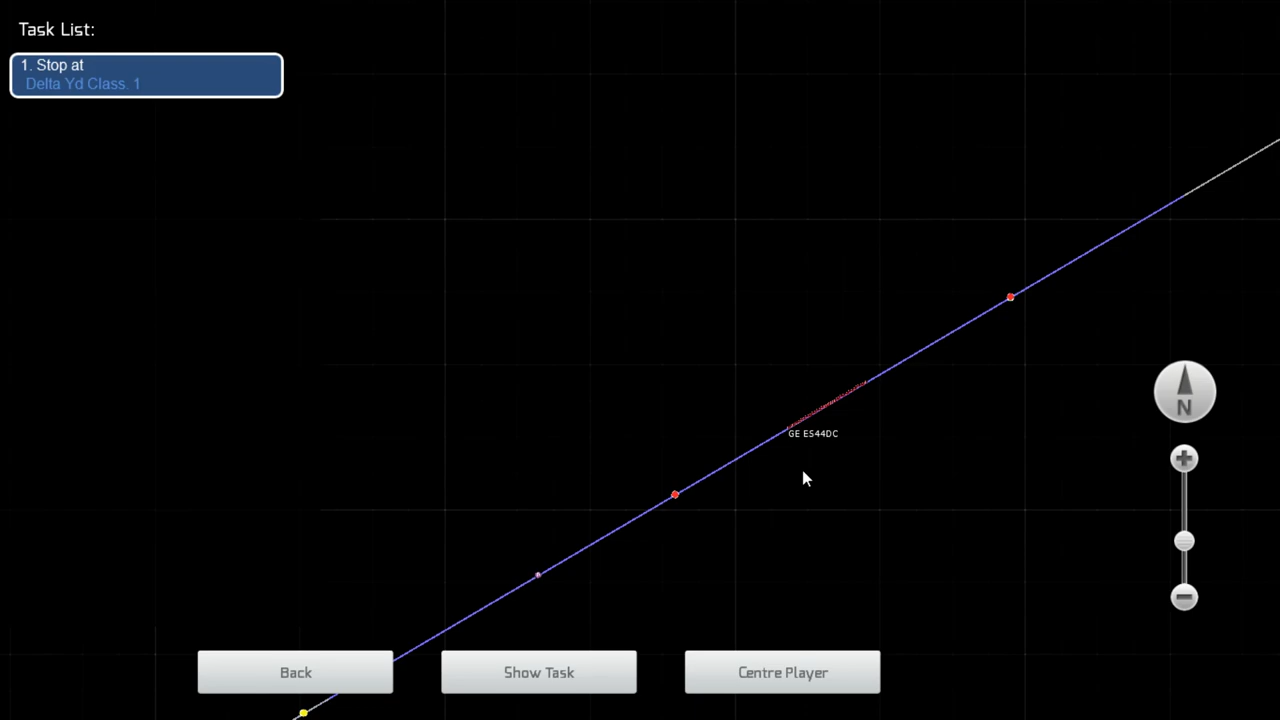 Task List:
1. Stop at
Delta Yd Class. 1
GE ES44DC
N
Back
Show Task
Centre Player